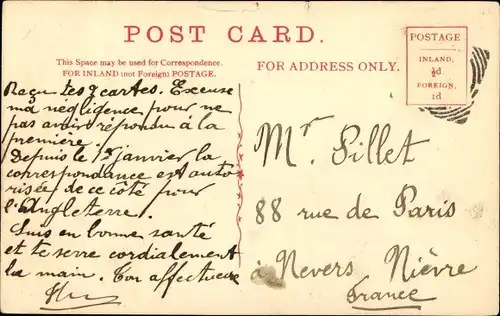 POST CARD.
This Space may be used for Correspondence.
FOR INLAND (not Foreign) POSTAGE.
FOR ADDRESS ONLY.
POSTAGE
INLAND,
½d.
FOREIGN,
1d.
Reçu tes 2 cartes. Excuse
ma négligence pour ne
pas avoir répondu à la
première.
Depuis le 1er janvier la
correspondance est auto
risée de ce côté pour
l'Angleterre.
Suis en bonne santé
et te serre cordialement
la main. Ton affectueux
Mr Pillet
88 rue de Paris
à Nevers Nièvre
France